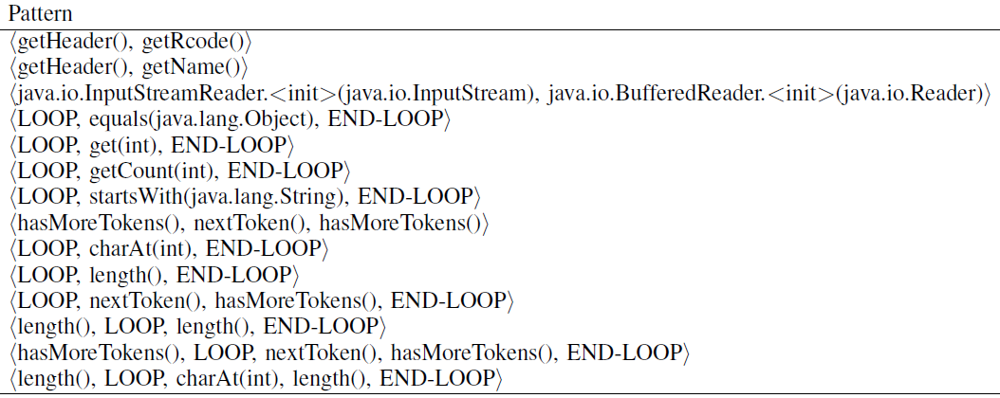 Pattern
⟨getHeader(), getRcode()⟩
⟨getHeader(), getName()⟩
⟨java.io.InputStreamReader.<init>(java.io.InputStream), java.io.BufferedReader.<init>(java.io.Reader)⟩
⟨LOOP, equals(java.lang.Object), END-LOOP⟩
⟨LOOP, get(int), END-LOOP⟩
⟨LOOP, getCount(int), END-LOOP⟩
⟨LOOP, startsWith(java.lang.String), END-LOOP⟩
⟨hasMoreTokens(), nextToken(), hasMoreTokens()⟩
⟨LOOP, charAt(int), END-LOOP⟩
⟨LOOP, length(), END-LOOP⟩
⟨LOOP, nextToken(), hasMoreTokens(), END-LOOP⟩
⟨length(), LOOP, length(), END-LOOP⟩
⟨hasMoreTokens(), LOOP, nextToken(), hasMoreTokens(), END-LOOP⟩
⟨length(), LOOP, charAt(int), length(), END-LOOP⟩